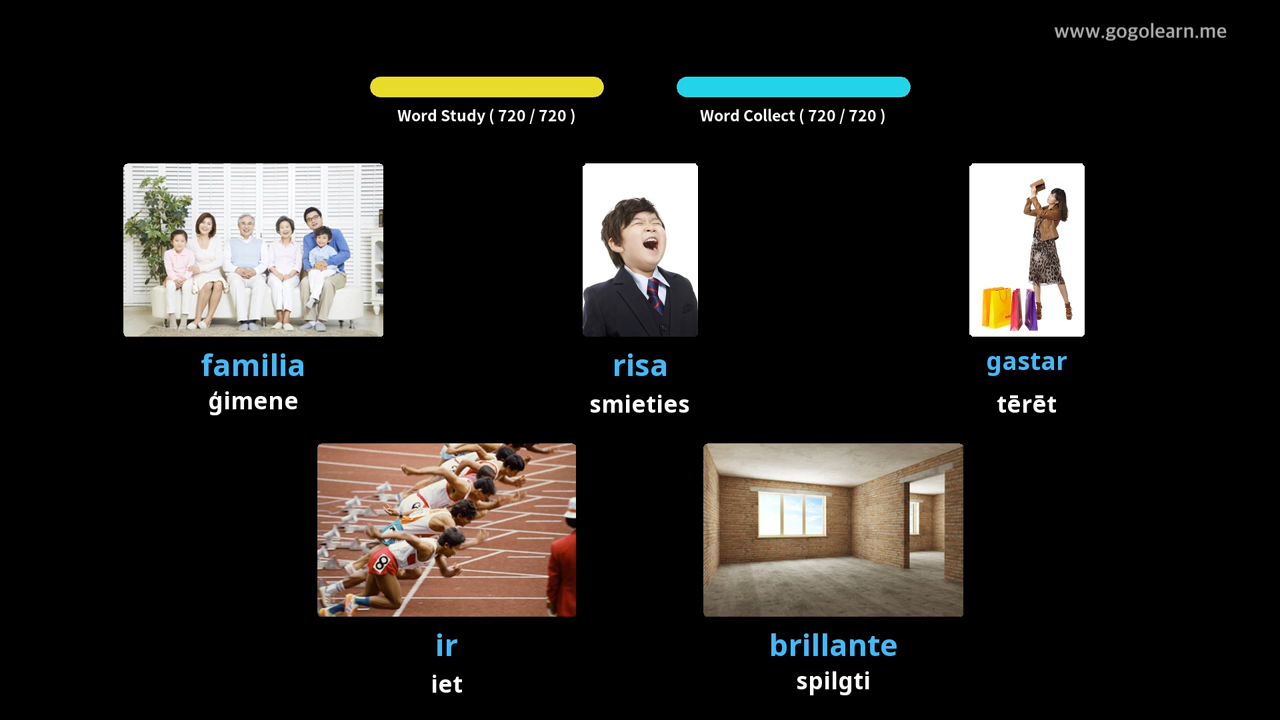 www.gogolearn.me
Word Study ( 720 / 720 )
Word Collect ( 720 / 720 )
familia
ģimene
risa
smieties
gastar
tērēt
8
ir
iet
brillante
spilgti